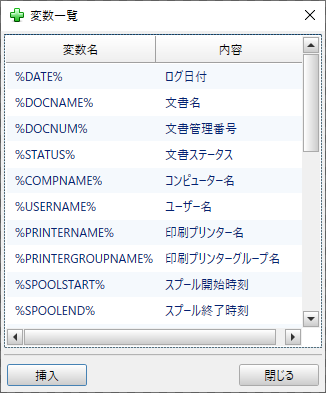 変数一覧
変数名 内容
%DATE% ログ日付
%DOCNAME% 文書名
%DOCNUM% 文書管理番号
%STATUS% 文書ステータス
%COMPNAME% コンピューター名
%USERNAME% ユーザー名
%PRINTERNAME% 印刷プリンター名
%PRINTERGROUPNAME% 印刷プリンターグループ名
%SPOOLSTART% スプール開始時刻
%SPOOLEND% スプール終了時刻
挿入 閉じる